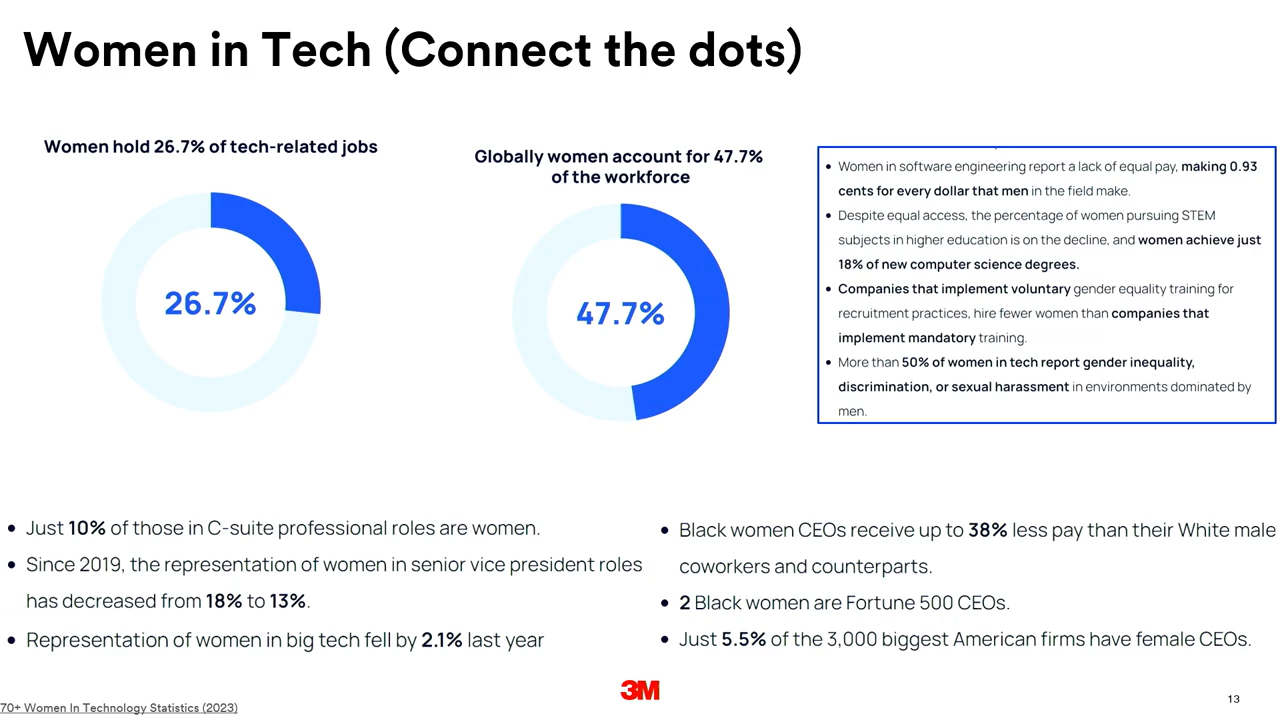 Women in Tech (Connect the dots)
Women hold 26.7% of tech-related jobs
26.7%
Globally women account for 47.7%
of the workforce
47.7%
• Women in software engineering report a lack of equal pay, making 0.93
cents for every dollar that men in the field make.
• Despite equal access, the percentage of women pursuing STEM
subjects in higher education is on the decline, and women achieve just
18% of new computer science degrees.
• Companies that implement voluntary gender equality training for
recruitment practices, hire fewer women than companies that
implement mandatory training.
• More than 50% of women in tech report gender inequality,
discrimination, or sexual harassment in environments dominated by
men.
• Just 10% of those in C-suite professional roles are women.
• Since 2019, the representation of women in senior vice president roles
has decreased from 18% to 13%.
• Representation of women in big tech fell by 2.1% last year
• Black women CEOs receive up to 38% less pay than their White male
coworkers and counterparts.
• 2 Black women are Fortune 500 CEOs.
• Just 5.5% of the 3,000 biggest American firms have female CEOs.
3M
70+ Women In Technology Statistics (2023)
13